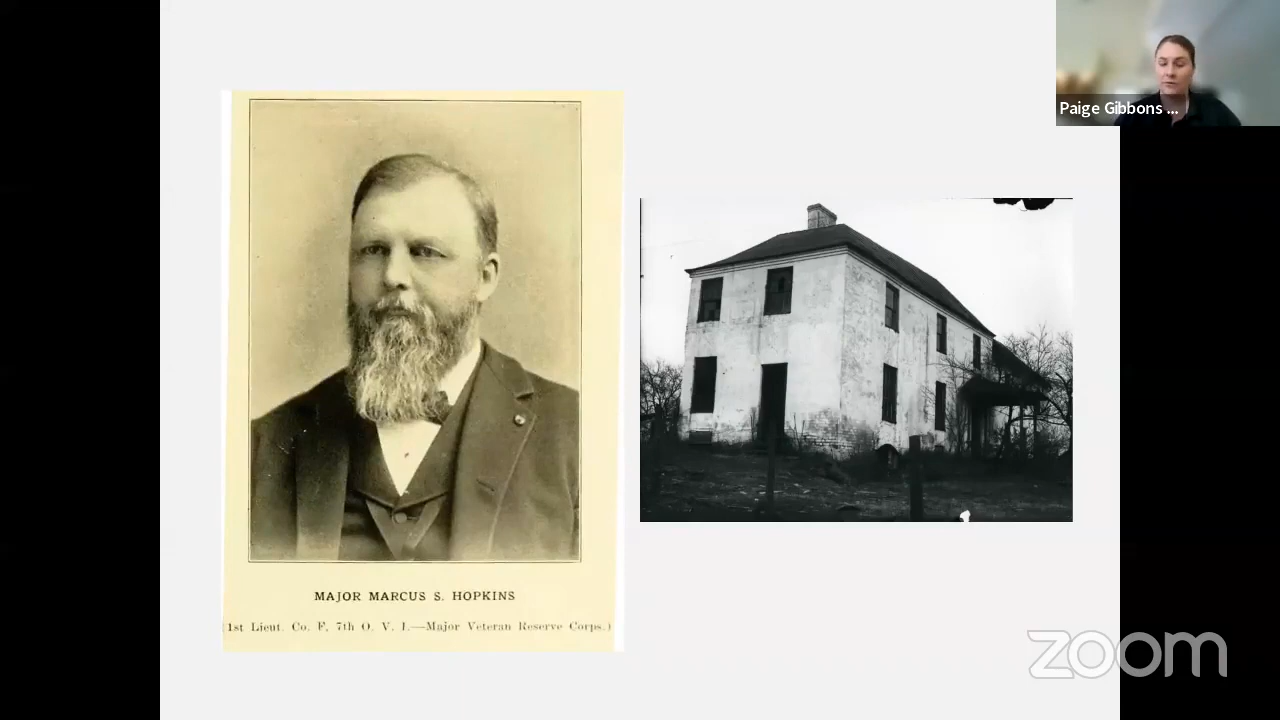 Paige Gibbons ...
MAJOR MARCUS S. HOPKINS
(1st Lieut. Co. F, 7th O. V. I.—Major Veteran Reserve Corps.)
zoom